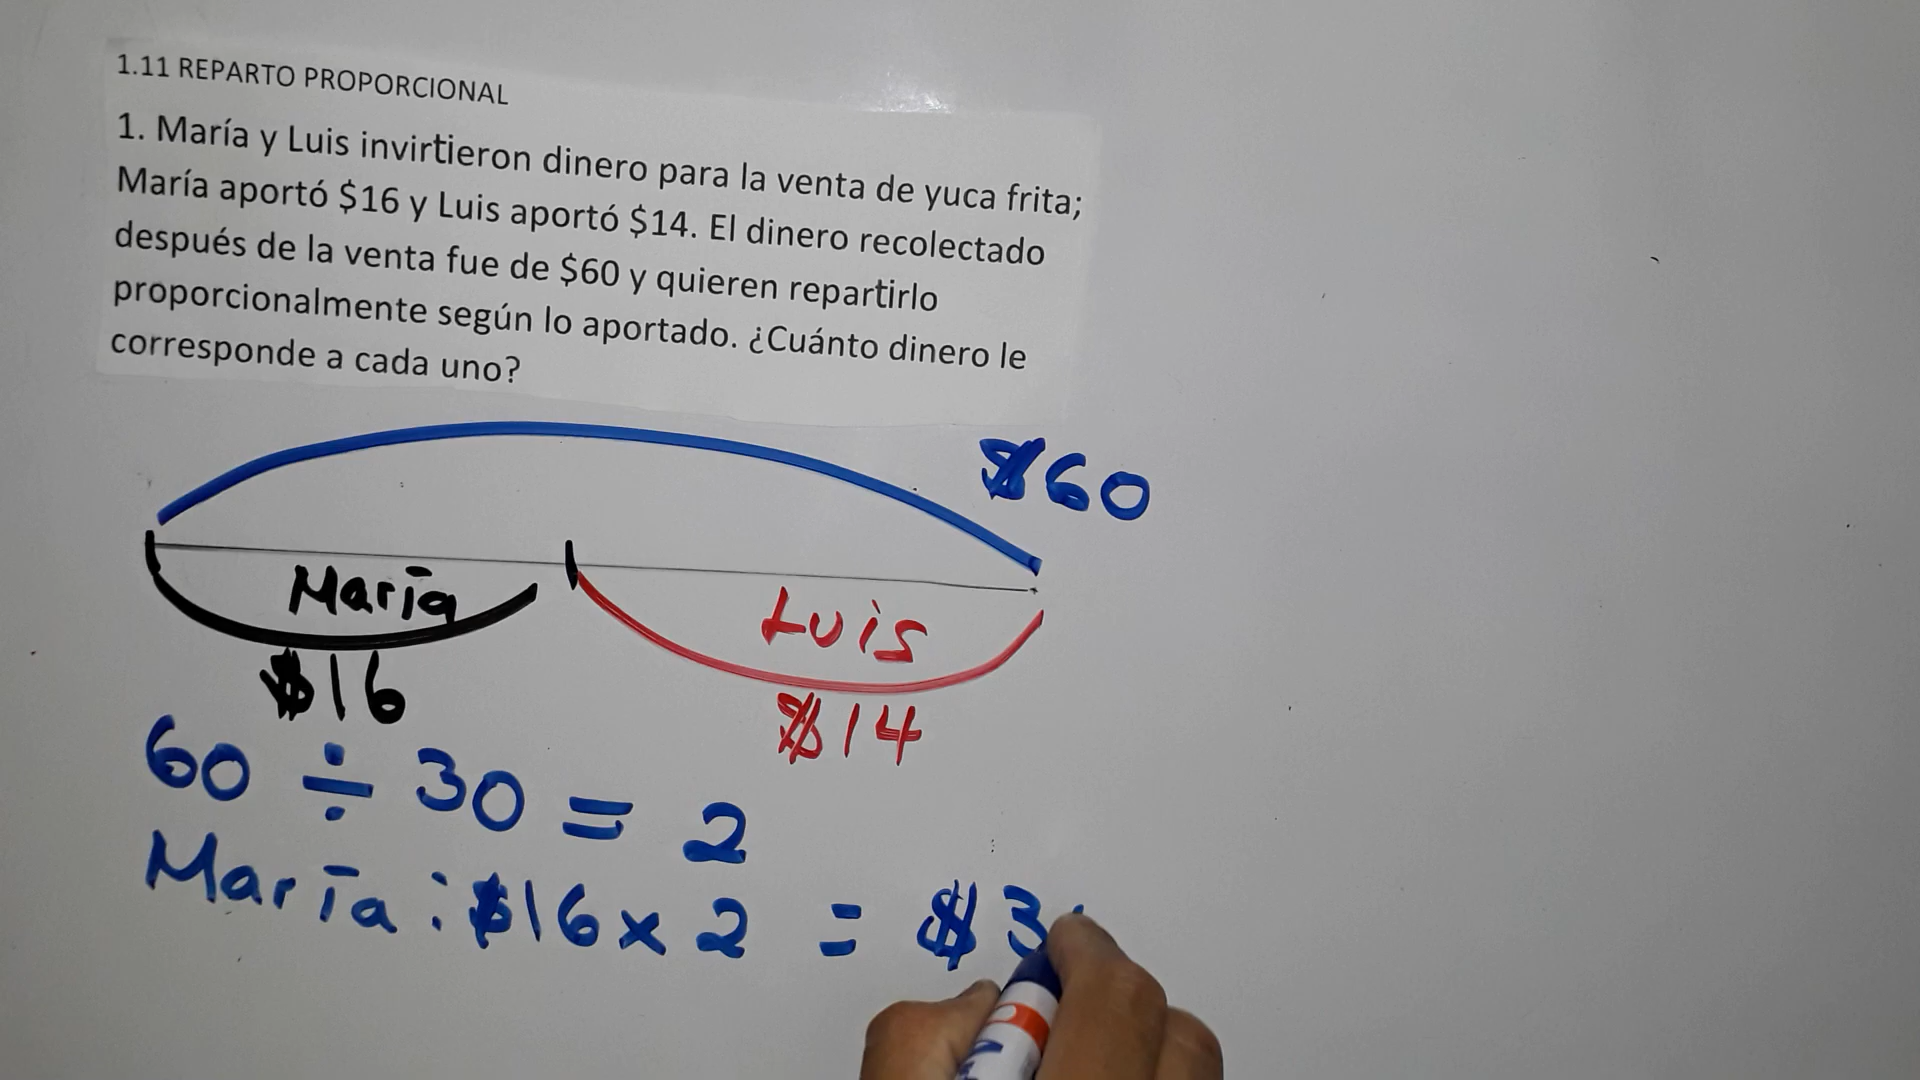 1.11 REPARTO PROPORCIONAL
1. María y Luis invirtieron dinero para la venta de yuca frita;
María aportó $16 y Luis aportó $14. El dinero recolectado
después de la venta fue de $60 y quieren repartirlo
proporcionalmente según lo aportado. ¿Cuánto dinero le
corresponde a cada uno?
$60
María
Luis
$16
$14
60 ÷ 30 = 2
María: $16 x 2 = $3